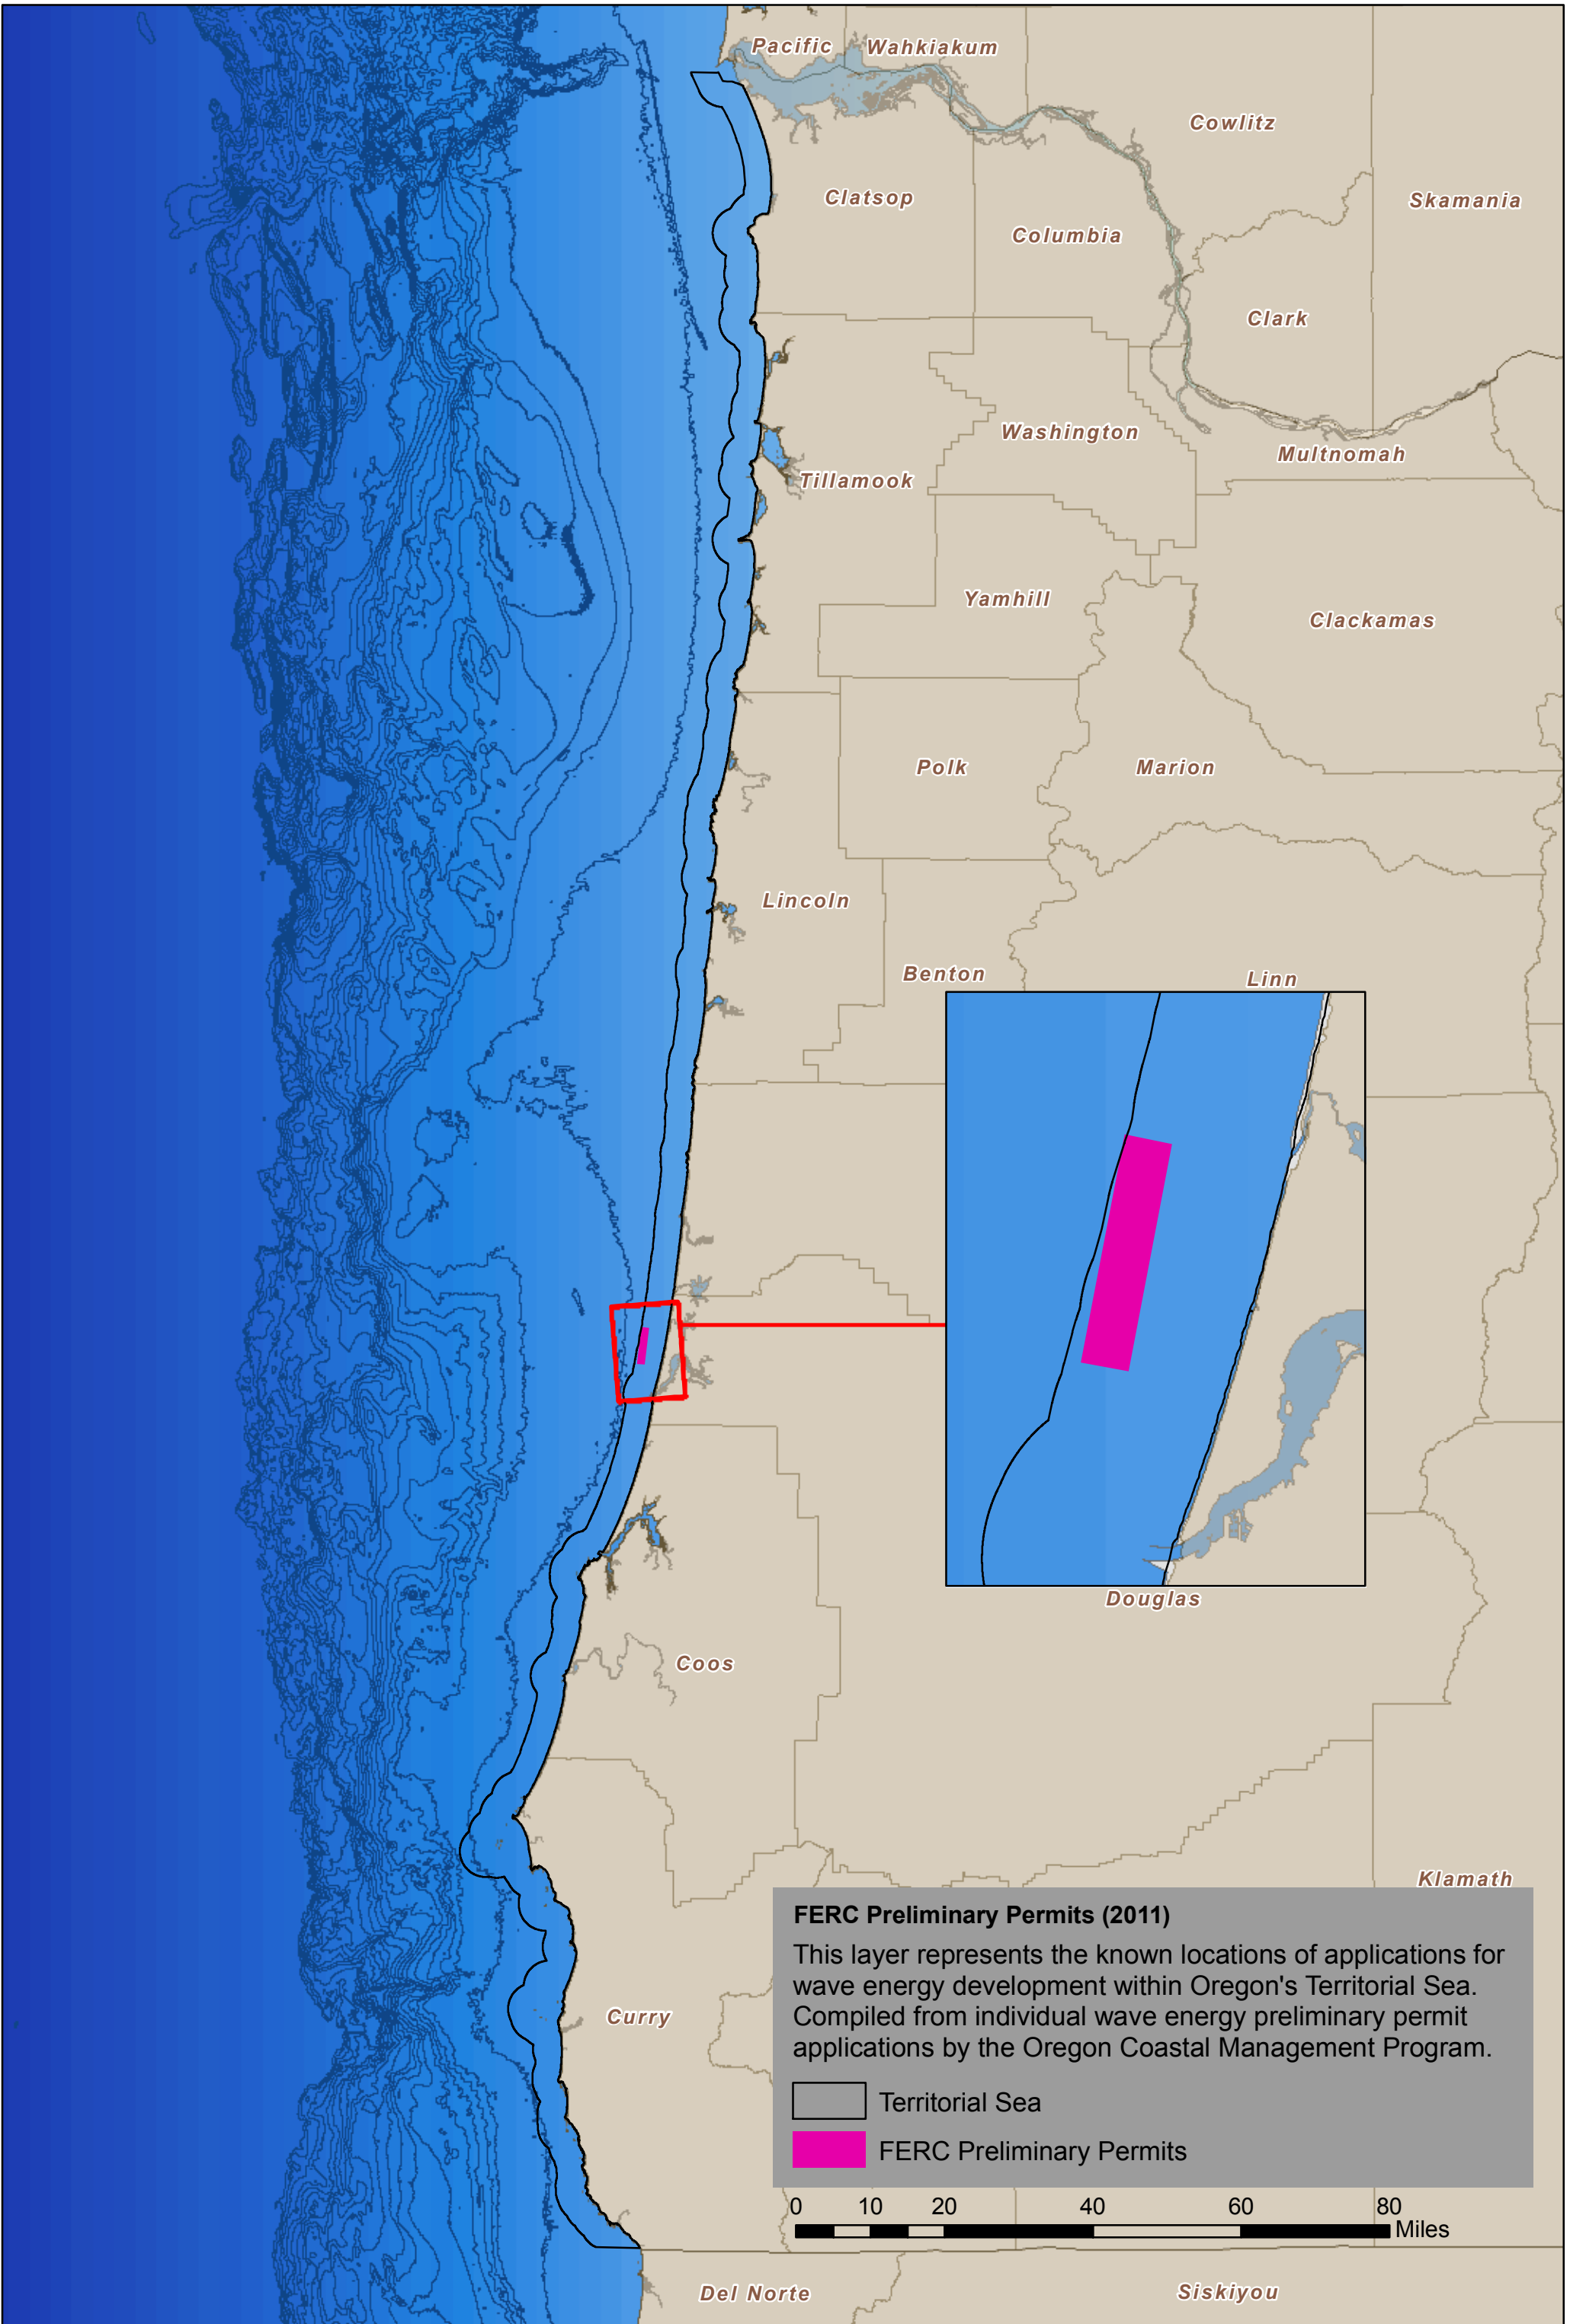 Pacific
Wahkiakum
Cowlitz
Clatsop
Skamania
Columbia
Clark
Washington
Multnomah
Tillamook
Yamhill
Clackamas
Polk
Marion
Lincoln
Benton
Linn
Douglas
Coos
Klamath
Curry
FERC Preliminary Permits (2011)
This layer represents the known locations of applications for
wave energy development within Oregon's Territorial Sea.
Compiled from individual wave energy preliminary permit
applications by the Oregon Coastal Management Program.
Territorial Sea
FERC Preliminary Permits
0 10 20 40 60 80
Miles
Del Norte
Siskiyou